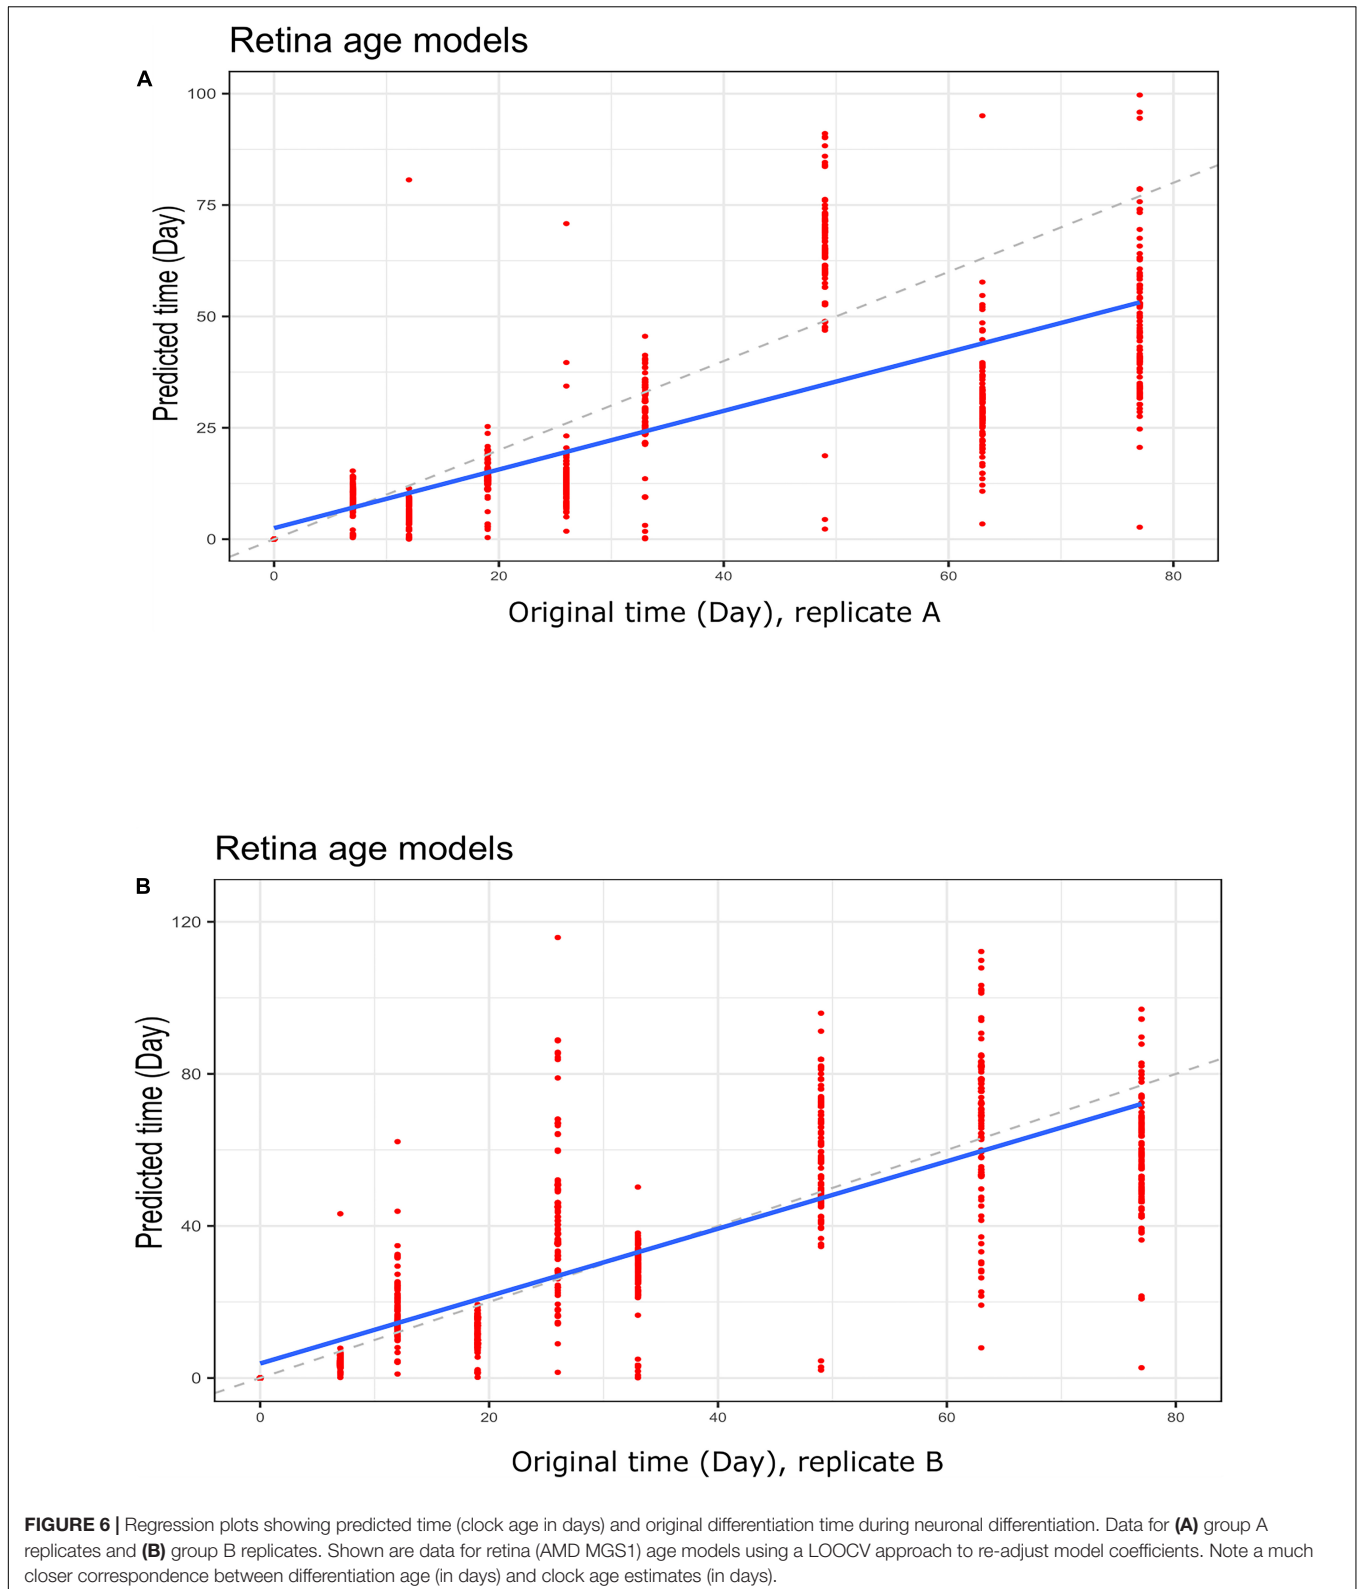 Retina age models
A
100
75
50
25
0
Predicted time (Day)
0 20 40 60 80
Original time (Day), replicate A
Retina age models
B
120
80
40
0
Predicted time (Day)
0 20 40 60 80
Original time (Day), replicate B
FIGURE 6 | Regression plots showing predicted time (clock age in days) and original differentiation time during neuronal differentiation. Data for (A) group A
replicates and (B) group B replicates. Shown are data for retina (AMD MGS1) age models using a LOOCV approach to re-adjust model coefficients. Note a much
closer correspondence between differentiation age (in days) and clock age estimates (in days).